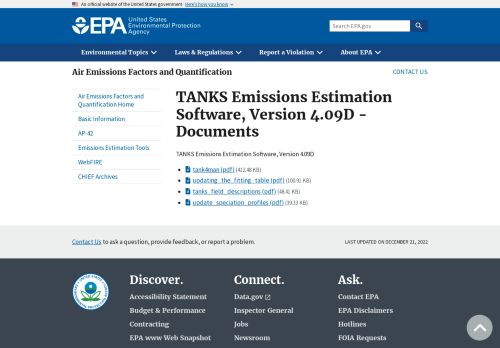 An official website of the United States government Here's how you know
EPA United States Environmental Protection Agency
Search EPA.gov
Environmental Topics Laws & Regulations Report a Violation About EPA
Air Emissions Factors and Quantification CONTACT US
Air Emissions Factors and Quantification Home
Basic Information
AP-42
Emissions Estimation Tools
WebFIRE
CHIEF Archives
TANKS Emissions Estimation
Software, Version 4.09D -
Documents
TANKS Emissions Estimation Software, Version 4.09D
tank4man (pdf) (412.48 KB)
updating_the_fitting_table (pdf) (100.91 KB)
tanks_field_descriptions (pdf) (48.41 KB)
update_speciation_profiles (pdf) (39.33 KB)
Contact Us to ask a question, provide feedback, or report a problem. LAST UPDATED ON DECEMBER 21, 2022
Discover. Connect. Ask.
Accessibility Statement Data.gov Contact EPA
Budget & Performance Inspector General EPA Disclaimers
Contracting Jobs Hotlines
EPA www Web Snapshot Newsroom FOIA Requests